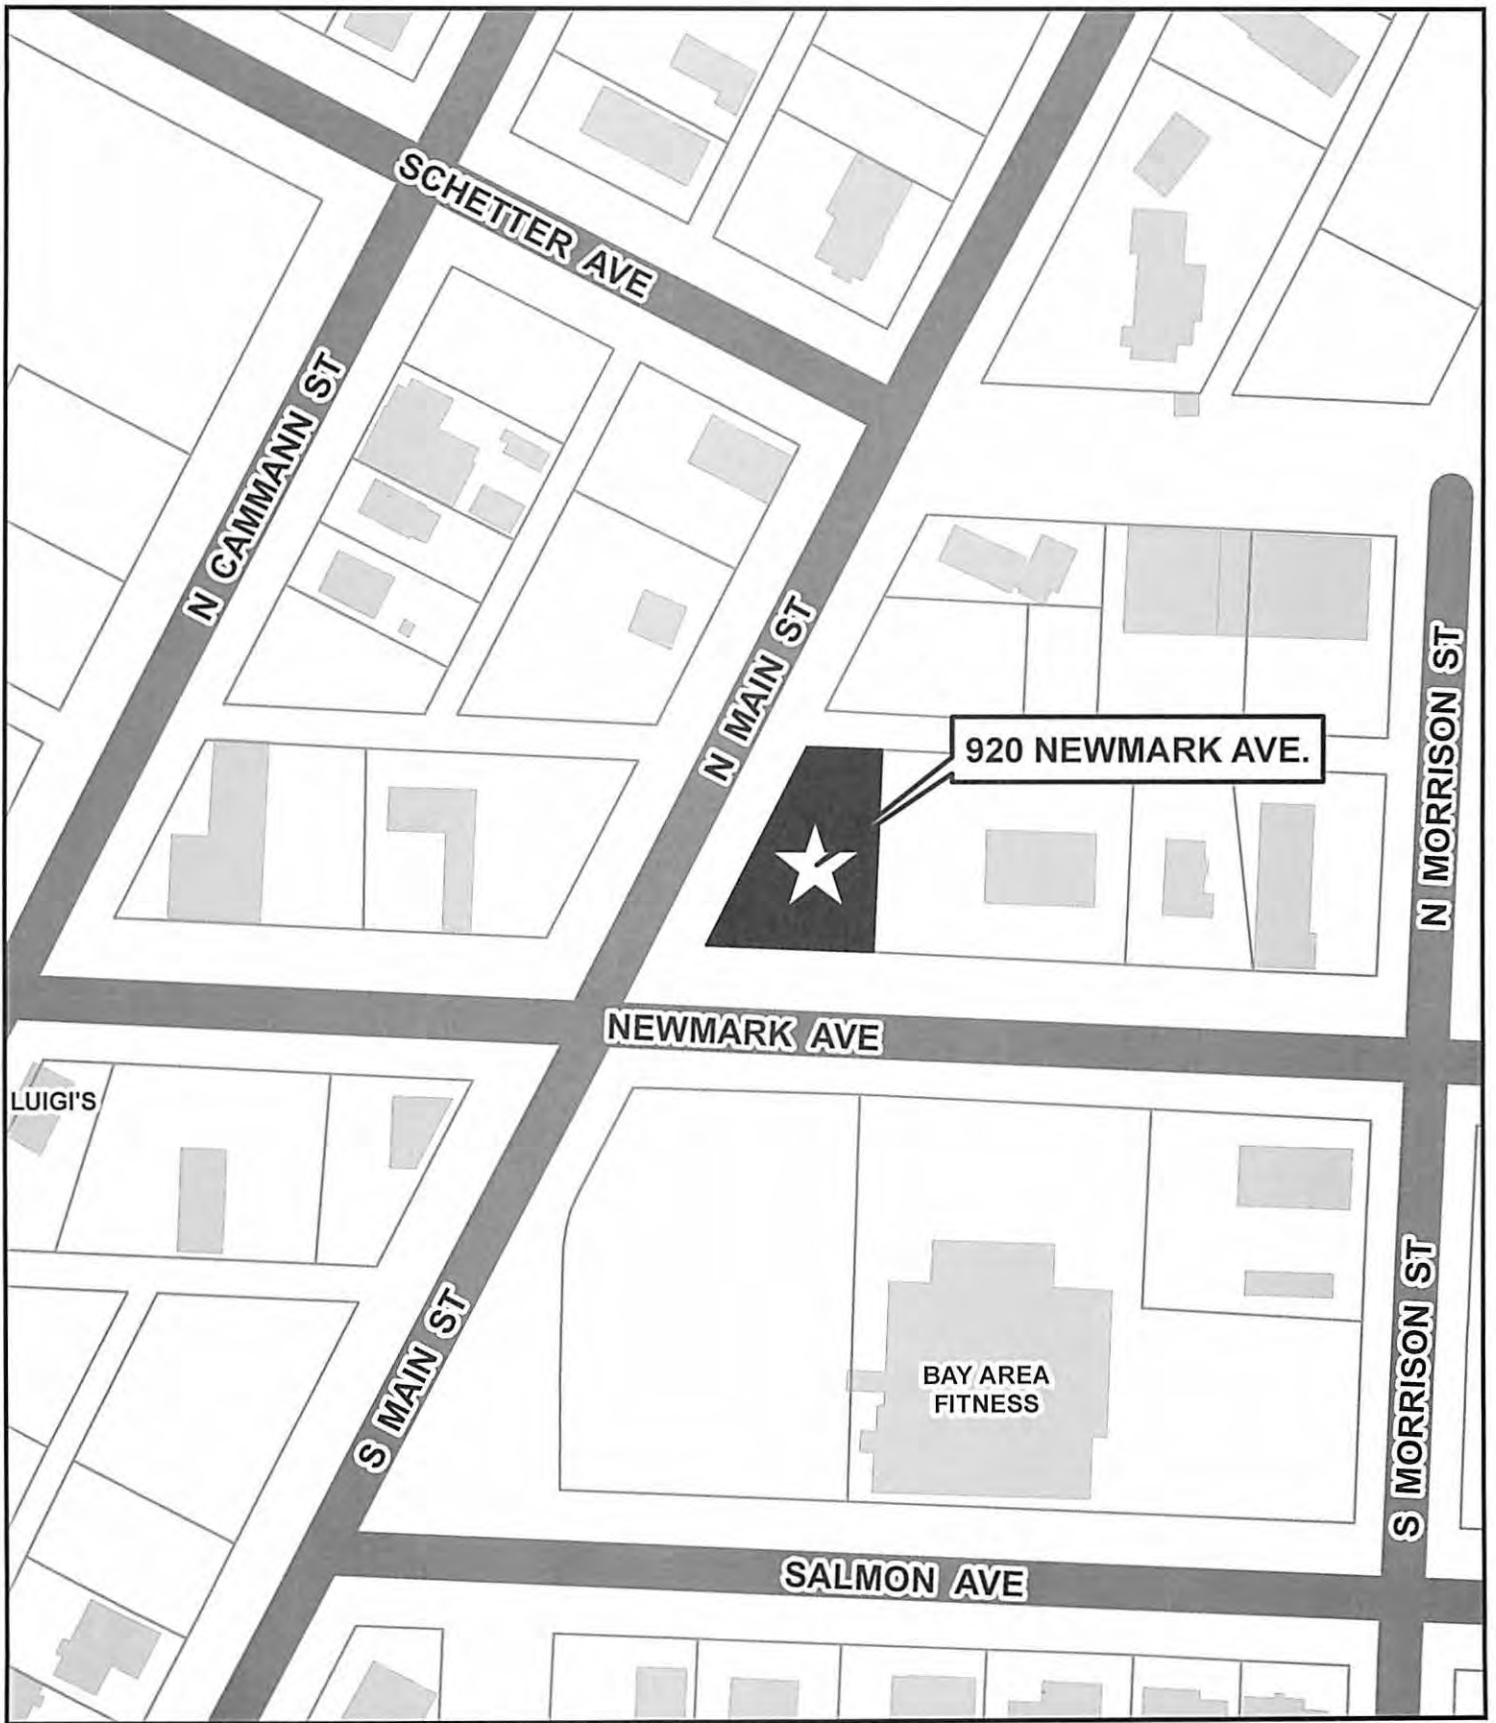 SCHETTER AVE
N CAMMANN ST
N MAIN ST
N MORRISON ST
920 NEWMARK AVE.
NEWMARK AVE
LUIGI'S
S MAIN ST
BAY AREA
FITNESS
S MORRISON ST
SALMON AVE